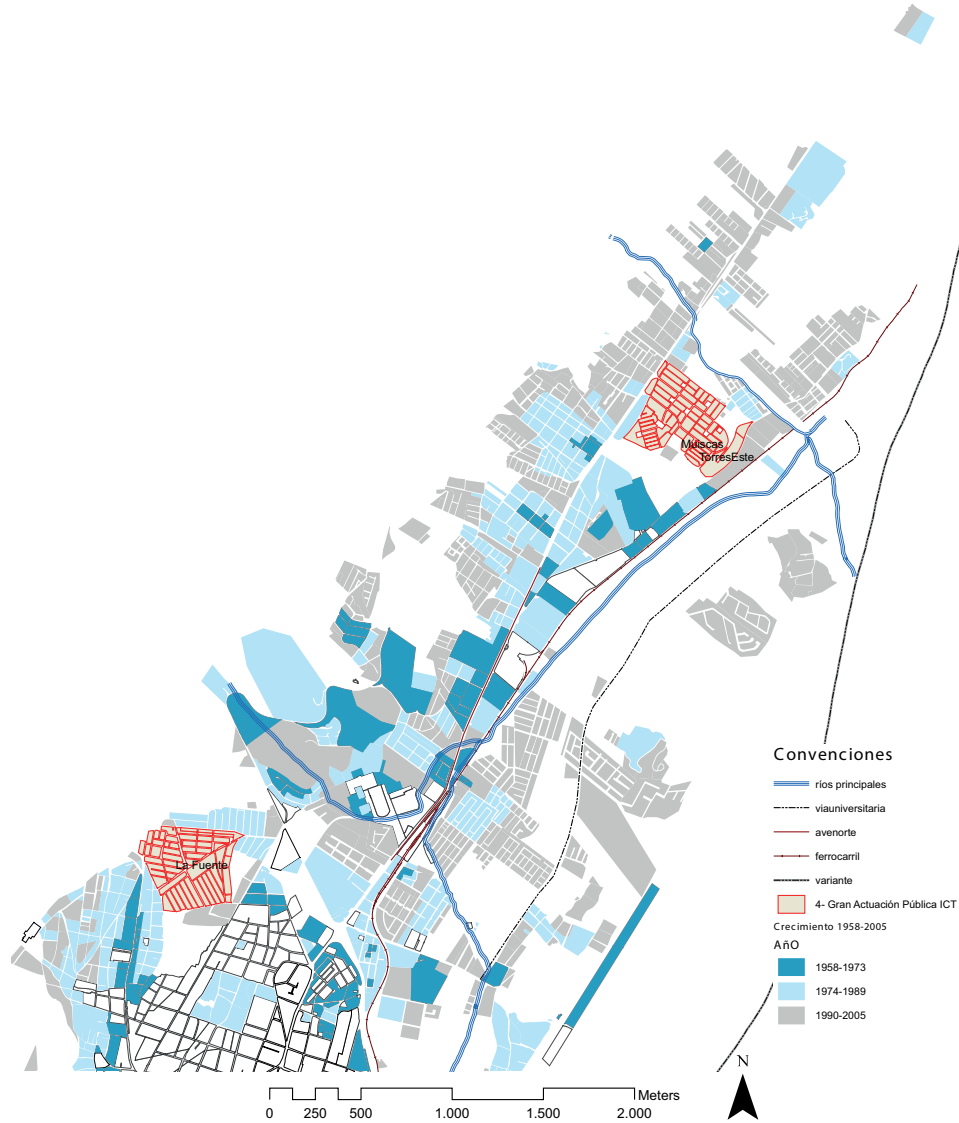 Muiscas
TorresEste
La Fuente
Convenciones
ríos principales
viauniversitaria
avenorte
ferrocarril
variante
4- Gran Actuación Pública ICT
Crecimiento 1958-2005
AñO
1958-1973
1974-1989
1990-2005
N
Meters
0 250 500 1.000 1.500 2.000